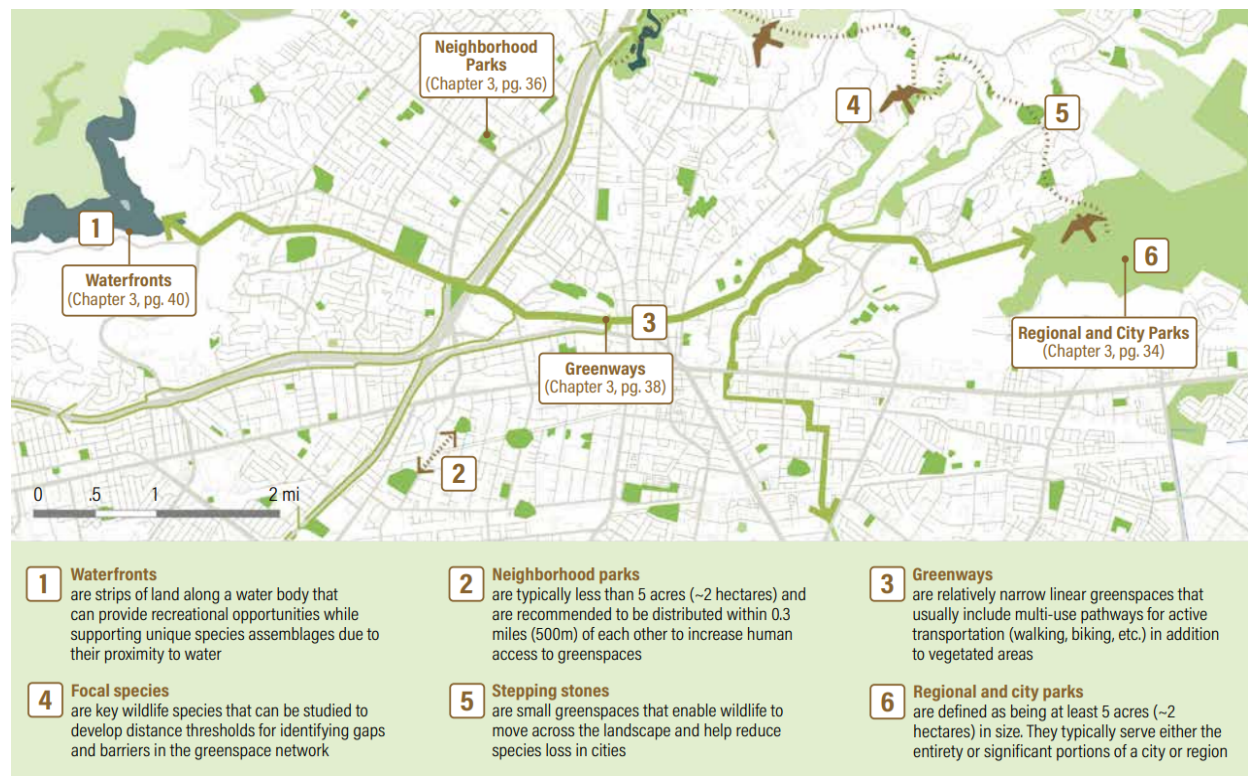 Neighborhood
Parks
(Chapter 3, pg. 36)
4
5
1
Waterfronts
(Chapter 3, pg. 40)
6
3
Regional and City Parks
(Chapter 3, pg. 34)
Greenways
(Chapter 3, pg. 38)
2
0 .5 1 2 mi
1 Waterfronts
are strips of land along a water body that
can provide recreational opportunities while
supporting unique species assemblages due to
their proximity to water
2 Neighborhood parks
are typically less than 5 acres (~2 hectares) and
are recommended to be distributed within 0.3
miles (500m) of each other to increase human
access to greenspaces
3 Greenways
are relatively narrow linear greenspaces that
usually include multi-use pathways for active
transportation (walking, biking, etc.) in addition
to vegetated areas
4 Focal species
are key wildlife species that can be studied to
develop distance thresholds for identifying gaps
and barriers in the greenspace network
5 Stepping stones
are small greenspaces that enable wildlife to
move across the landscape and help reduce
species loss in cities
6 Regional and city parks
are defined as being at least 5 acres (~2
hectares) in size. They typically serve either the
entirety or significant portions of a city or region